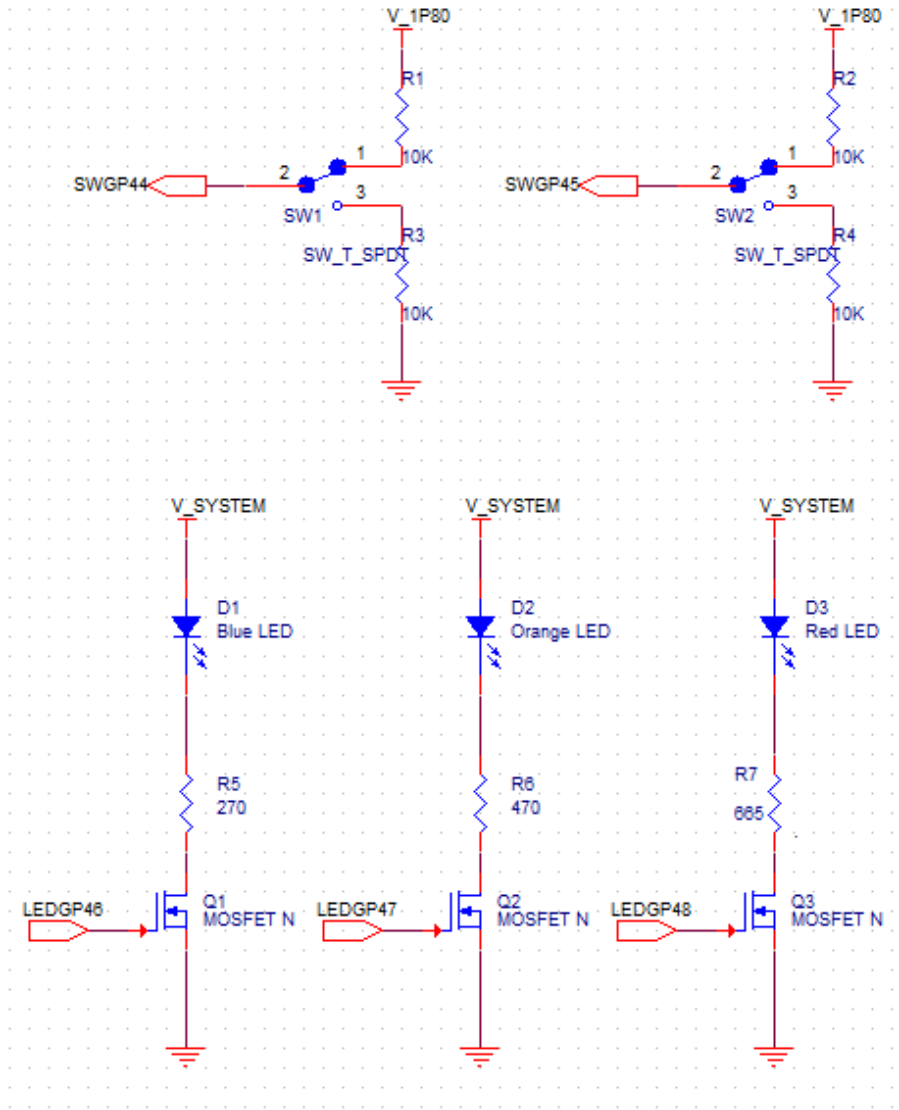 V_1P80
V_1P80
R1
R2
1
10K
1
10K
SWGP44
2
SWGP45
2
3
3
SW1
SW2
R3
R4
SW_T_SPDT
SW_T_SPDT
10K
10K
V_SYSTEM
V_SYSTEM
V_SYSTEM
D1
Blue LED
D2
Orange LED
D3
Red LED
R5
270
R6
470
R7
665
LEDGP46
Q1
MOSFET N
LEDGP47
Q2
MOSFET N
LEDGP48
Q3
MOSFET N